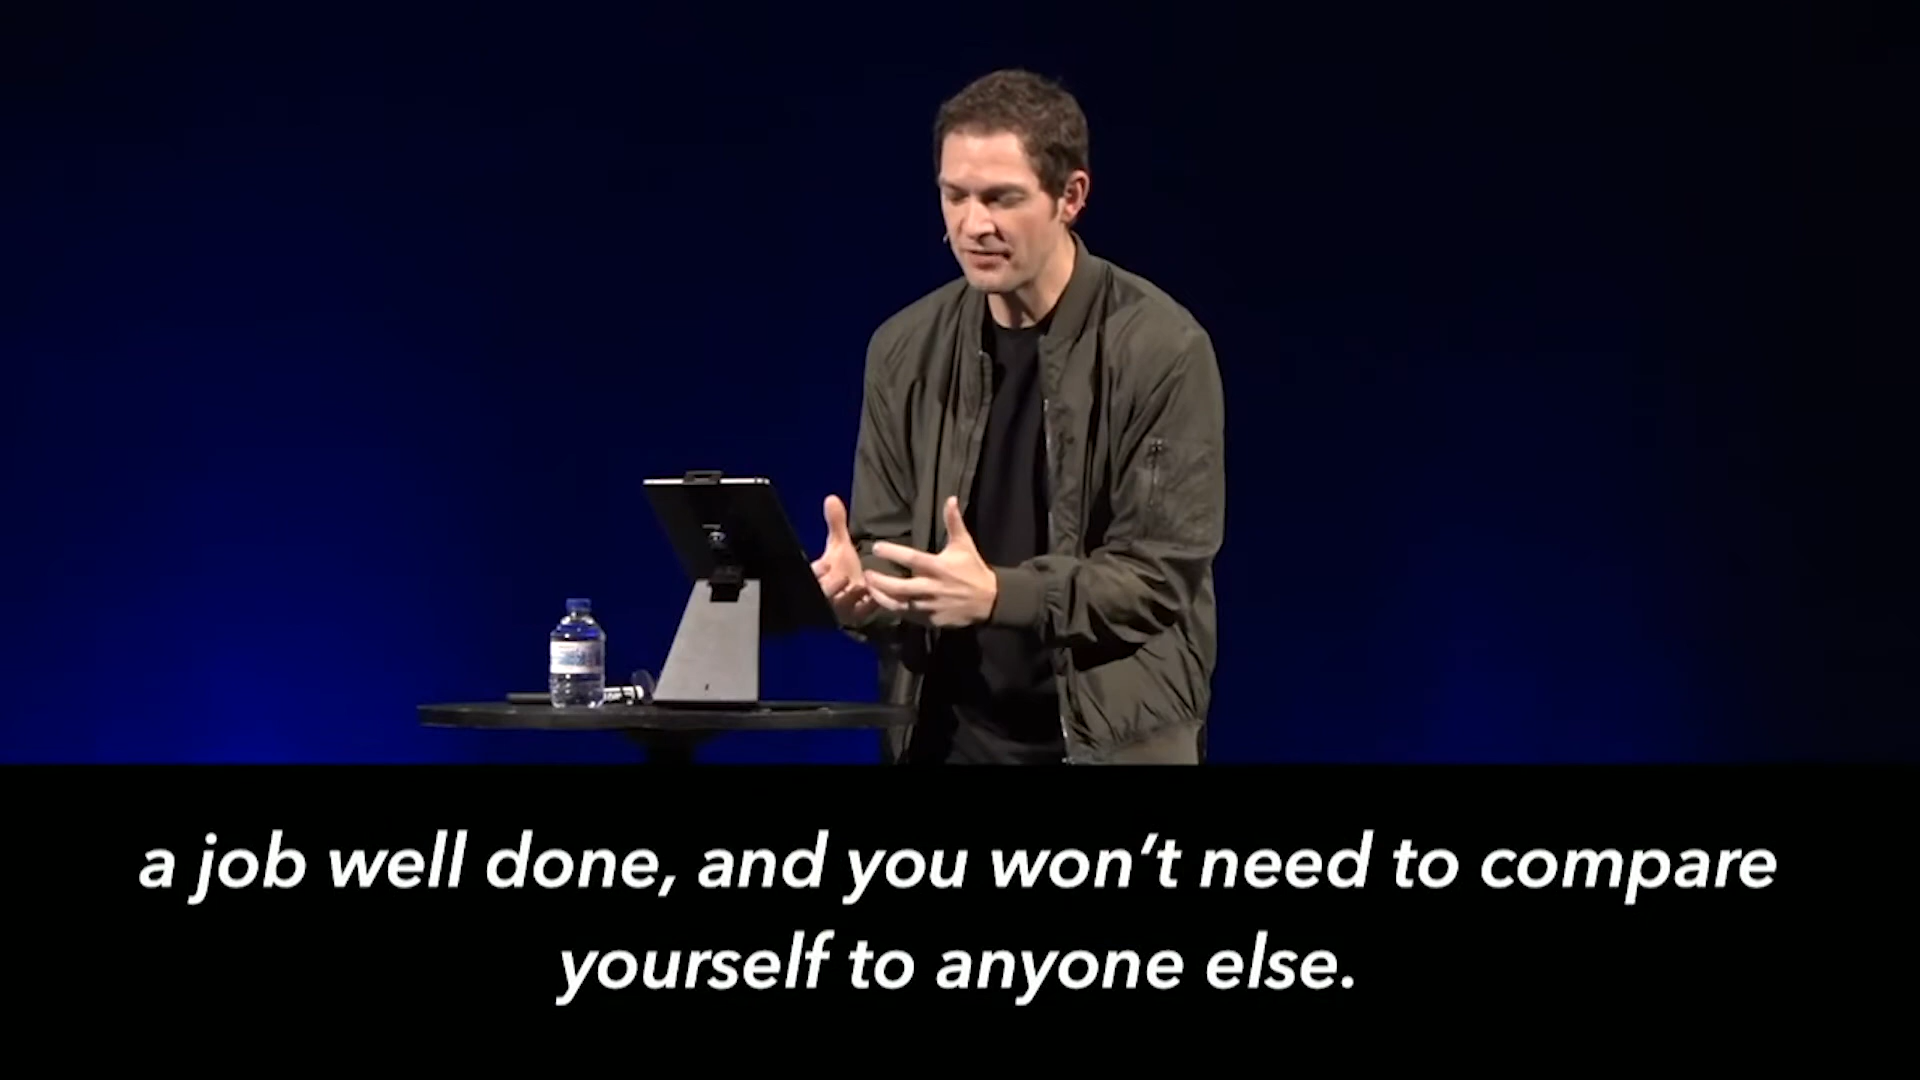 a job well done, and you won’t need to compare
yourself to anyone else.